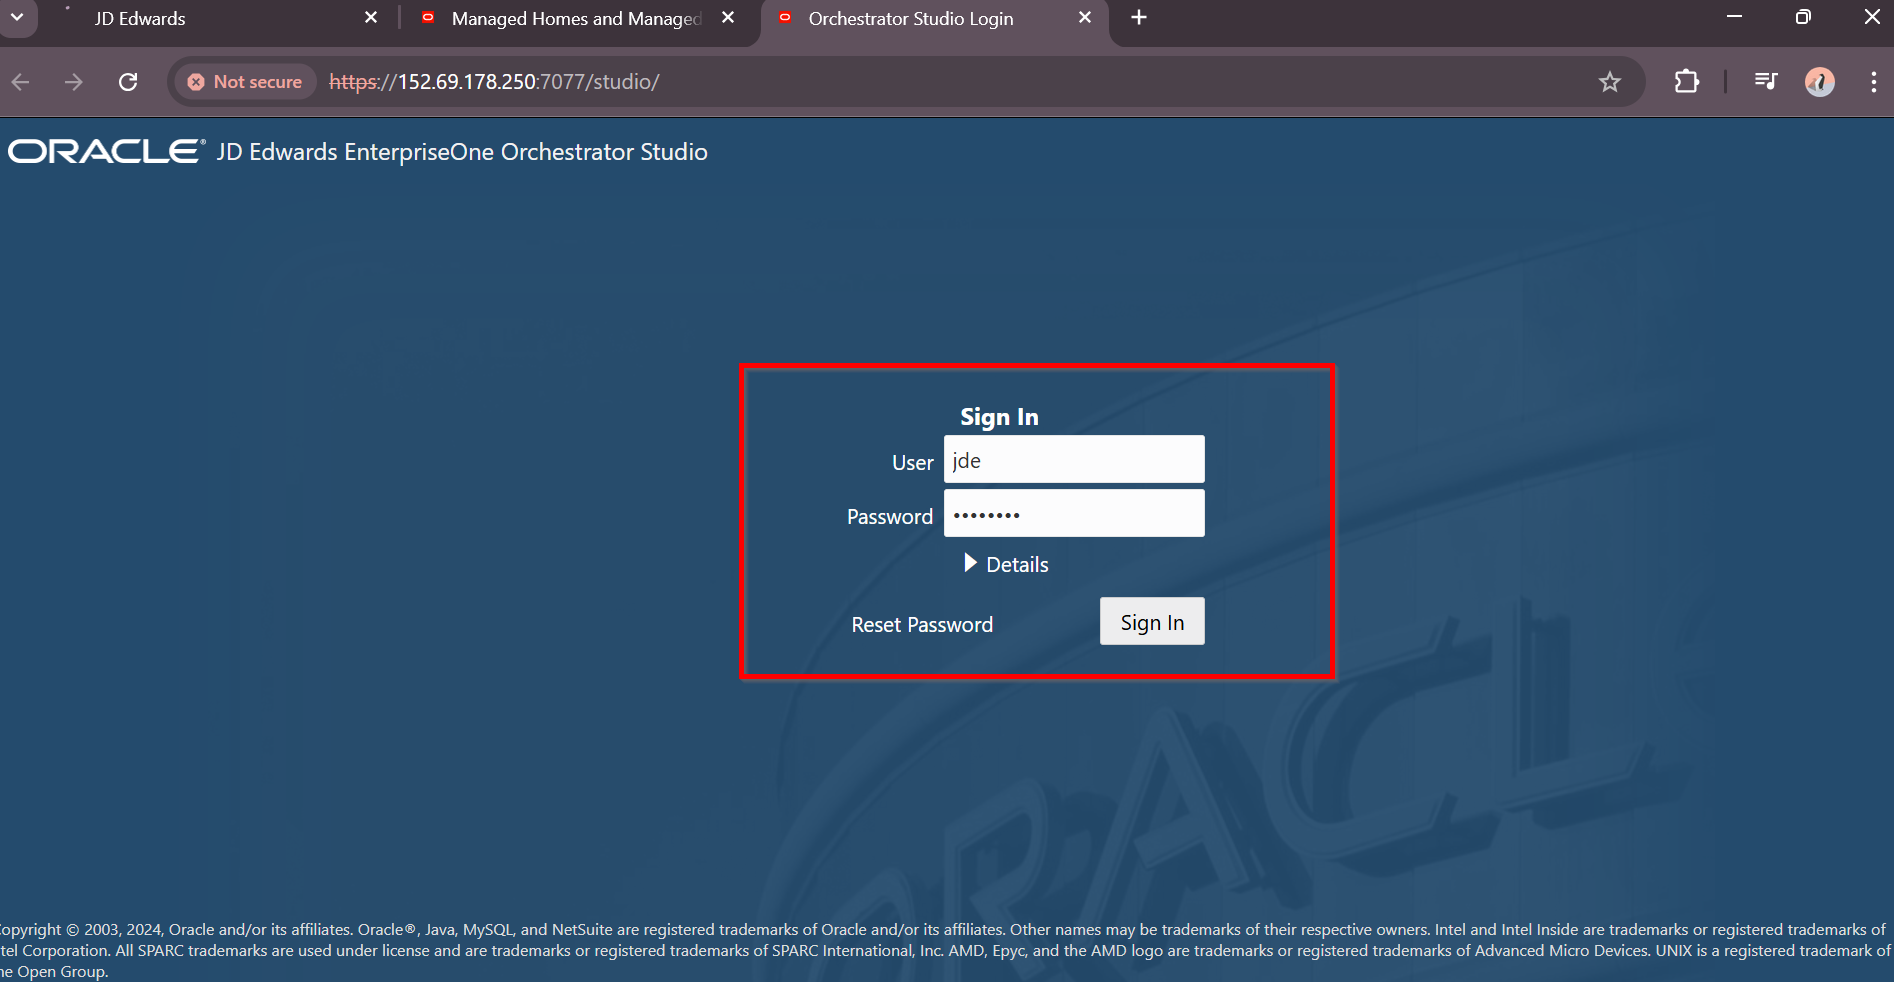 JD Edwards
Managed Homes and Managed
Orchestrator Studio Login
Not secure https://152.69.178.250:7077/studio/
ORACLE® JD Edwards EnterpriseOne Orchestrator Studio
Sign In
User jde
Password ••••••••
Details
Reset Password Sign In
opyright © 2003, 2024, Oracle and/or its affiliates. Oracle®, Java, MySQL, and NetSuite are registered trademarks of Oracle and/or its affiliates. Other names may be trademarks of their respective owners. Intel and Intel Inside are trademarks or registered trademarks of
tel Corporation. All SPARC trademarks are used under license and are trademarks or registered trademarks of SPARC International, Inc. AMD, Epyc, and the AMD logo are trademarks or registered trademarks of Advanced Micro Devices. UNIX is a registered trademark of
he Open Group.
ORACL